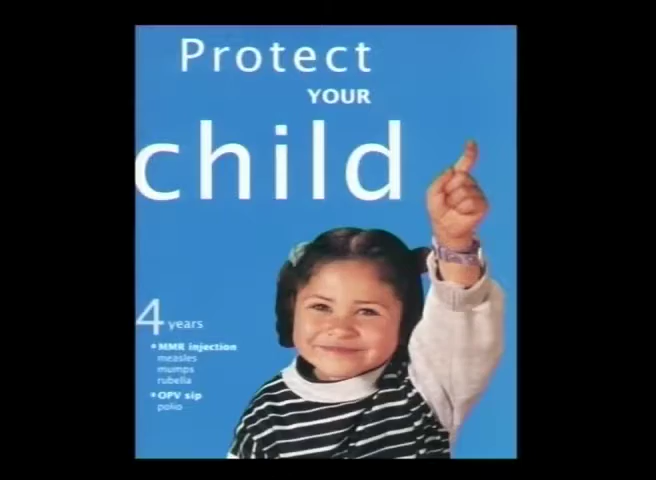 Protect
YOUR
child
4 years
• MMR injection
measles
mumps
rubella
• OPV sip
polio